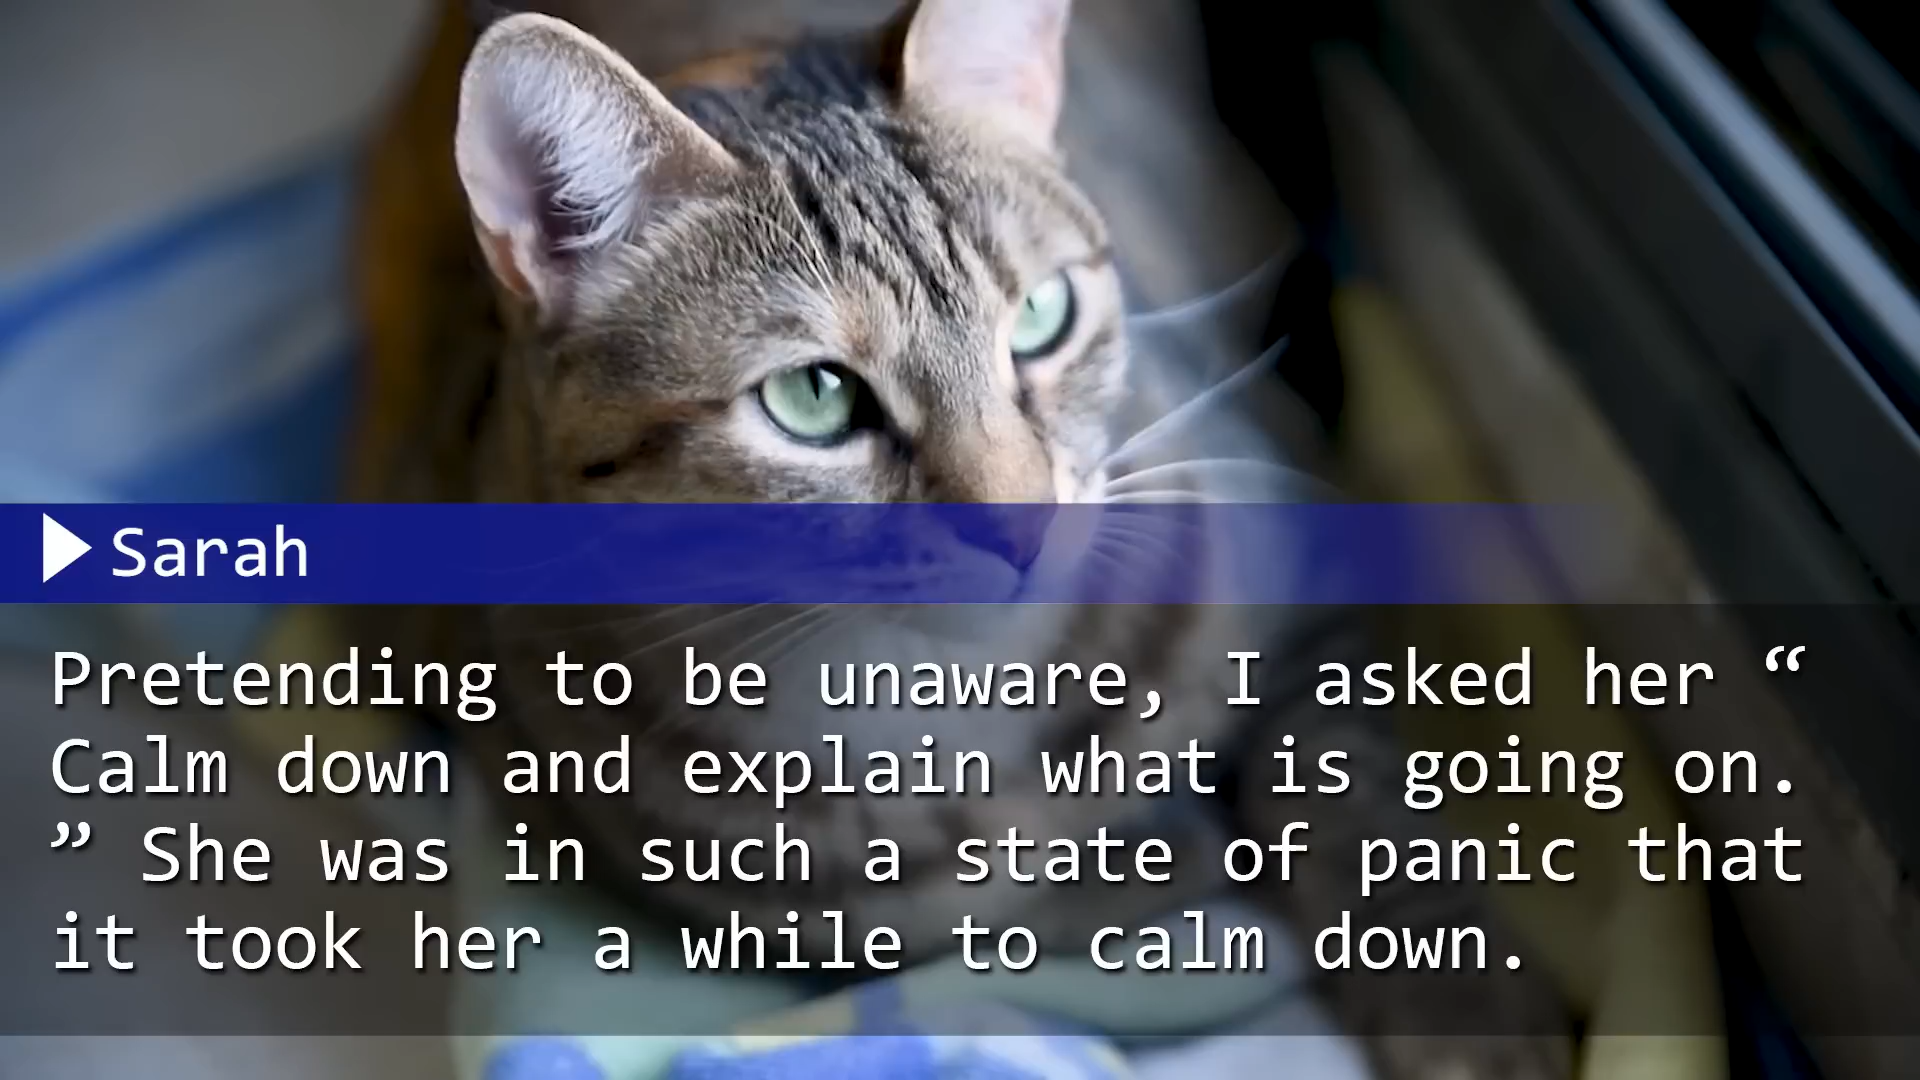 Sarah
Pretending to be unaware, I asked her “
Calm down and explain what is going on.
” She was in such a state of panic that
it took her a while to calm down.